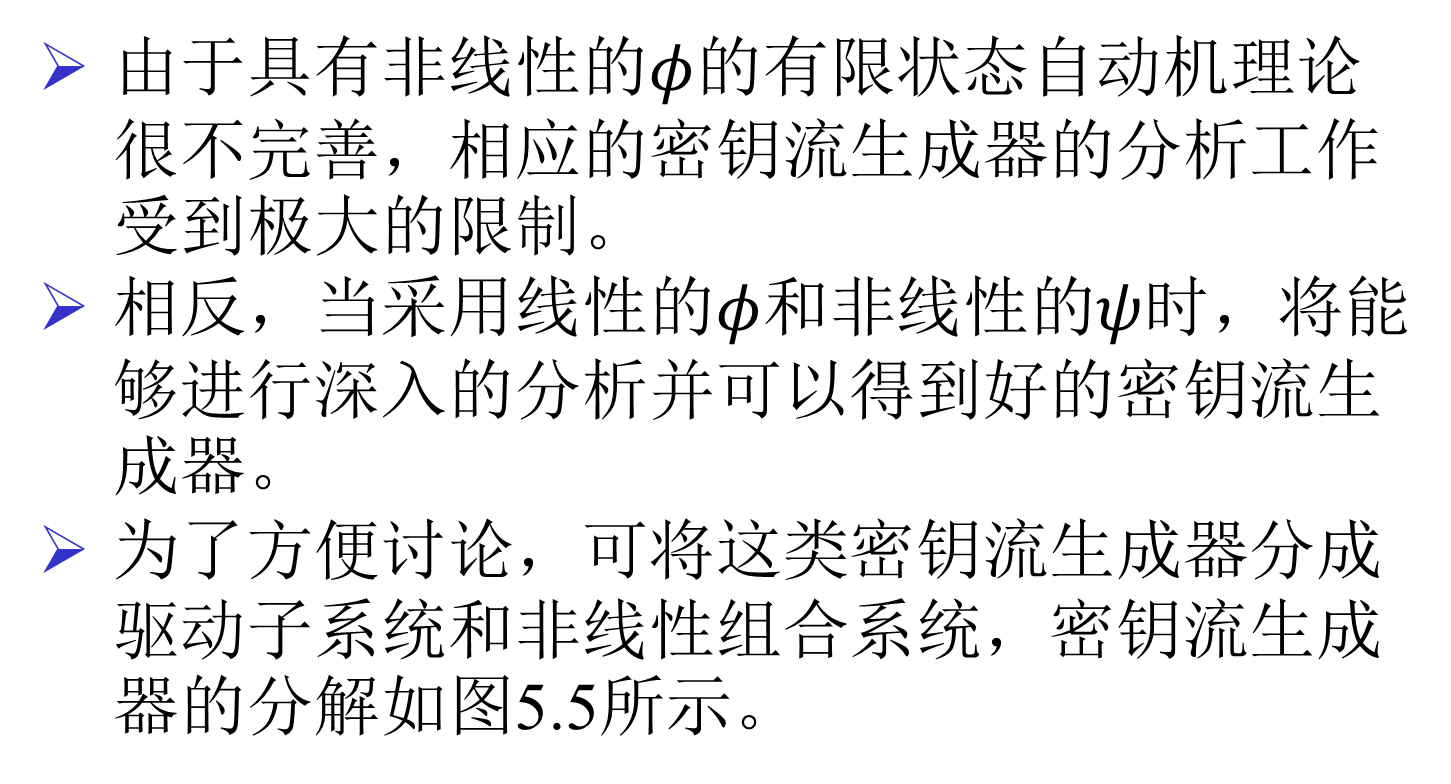 由于具有非线性的ϕ的有限状态自动机理论
很不完善，相应的密钥流生成器的分析工作
受到极大的限制。
相反，当采用线性的ϕ和非线性的ψ时，将能
够进行深入的分析并可以得到好的密钥流生
成器。
为了方便讨论，可将这类密钥流生成器分成
驱动子系统和非线性组合系统，密钥流生成
器的分解如图5.5所示。